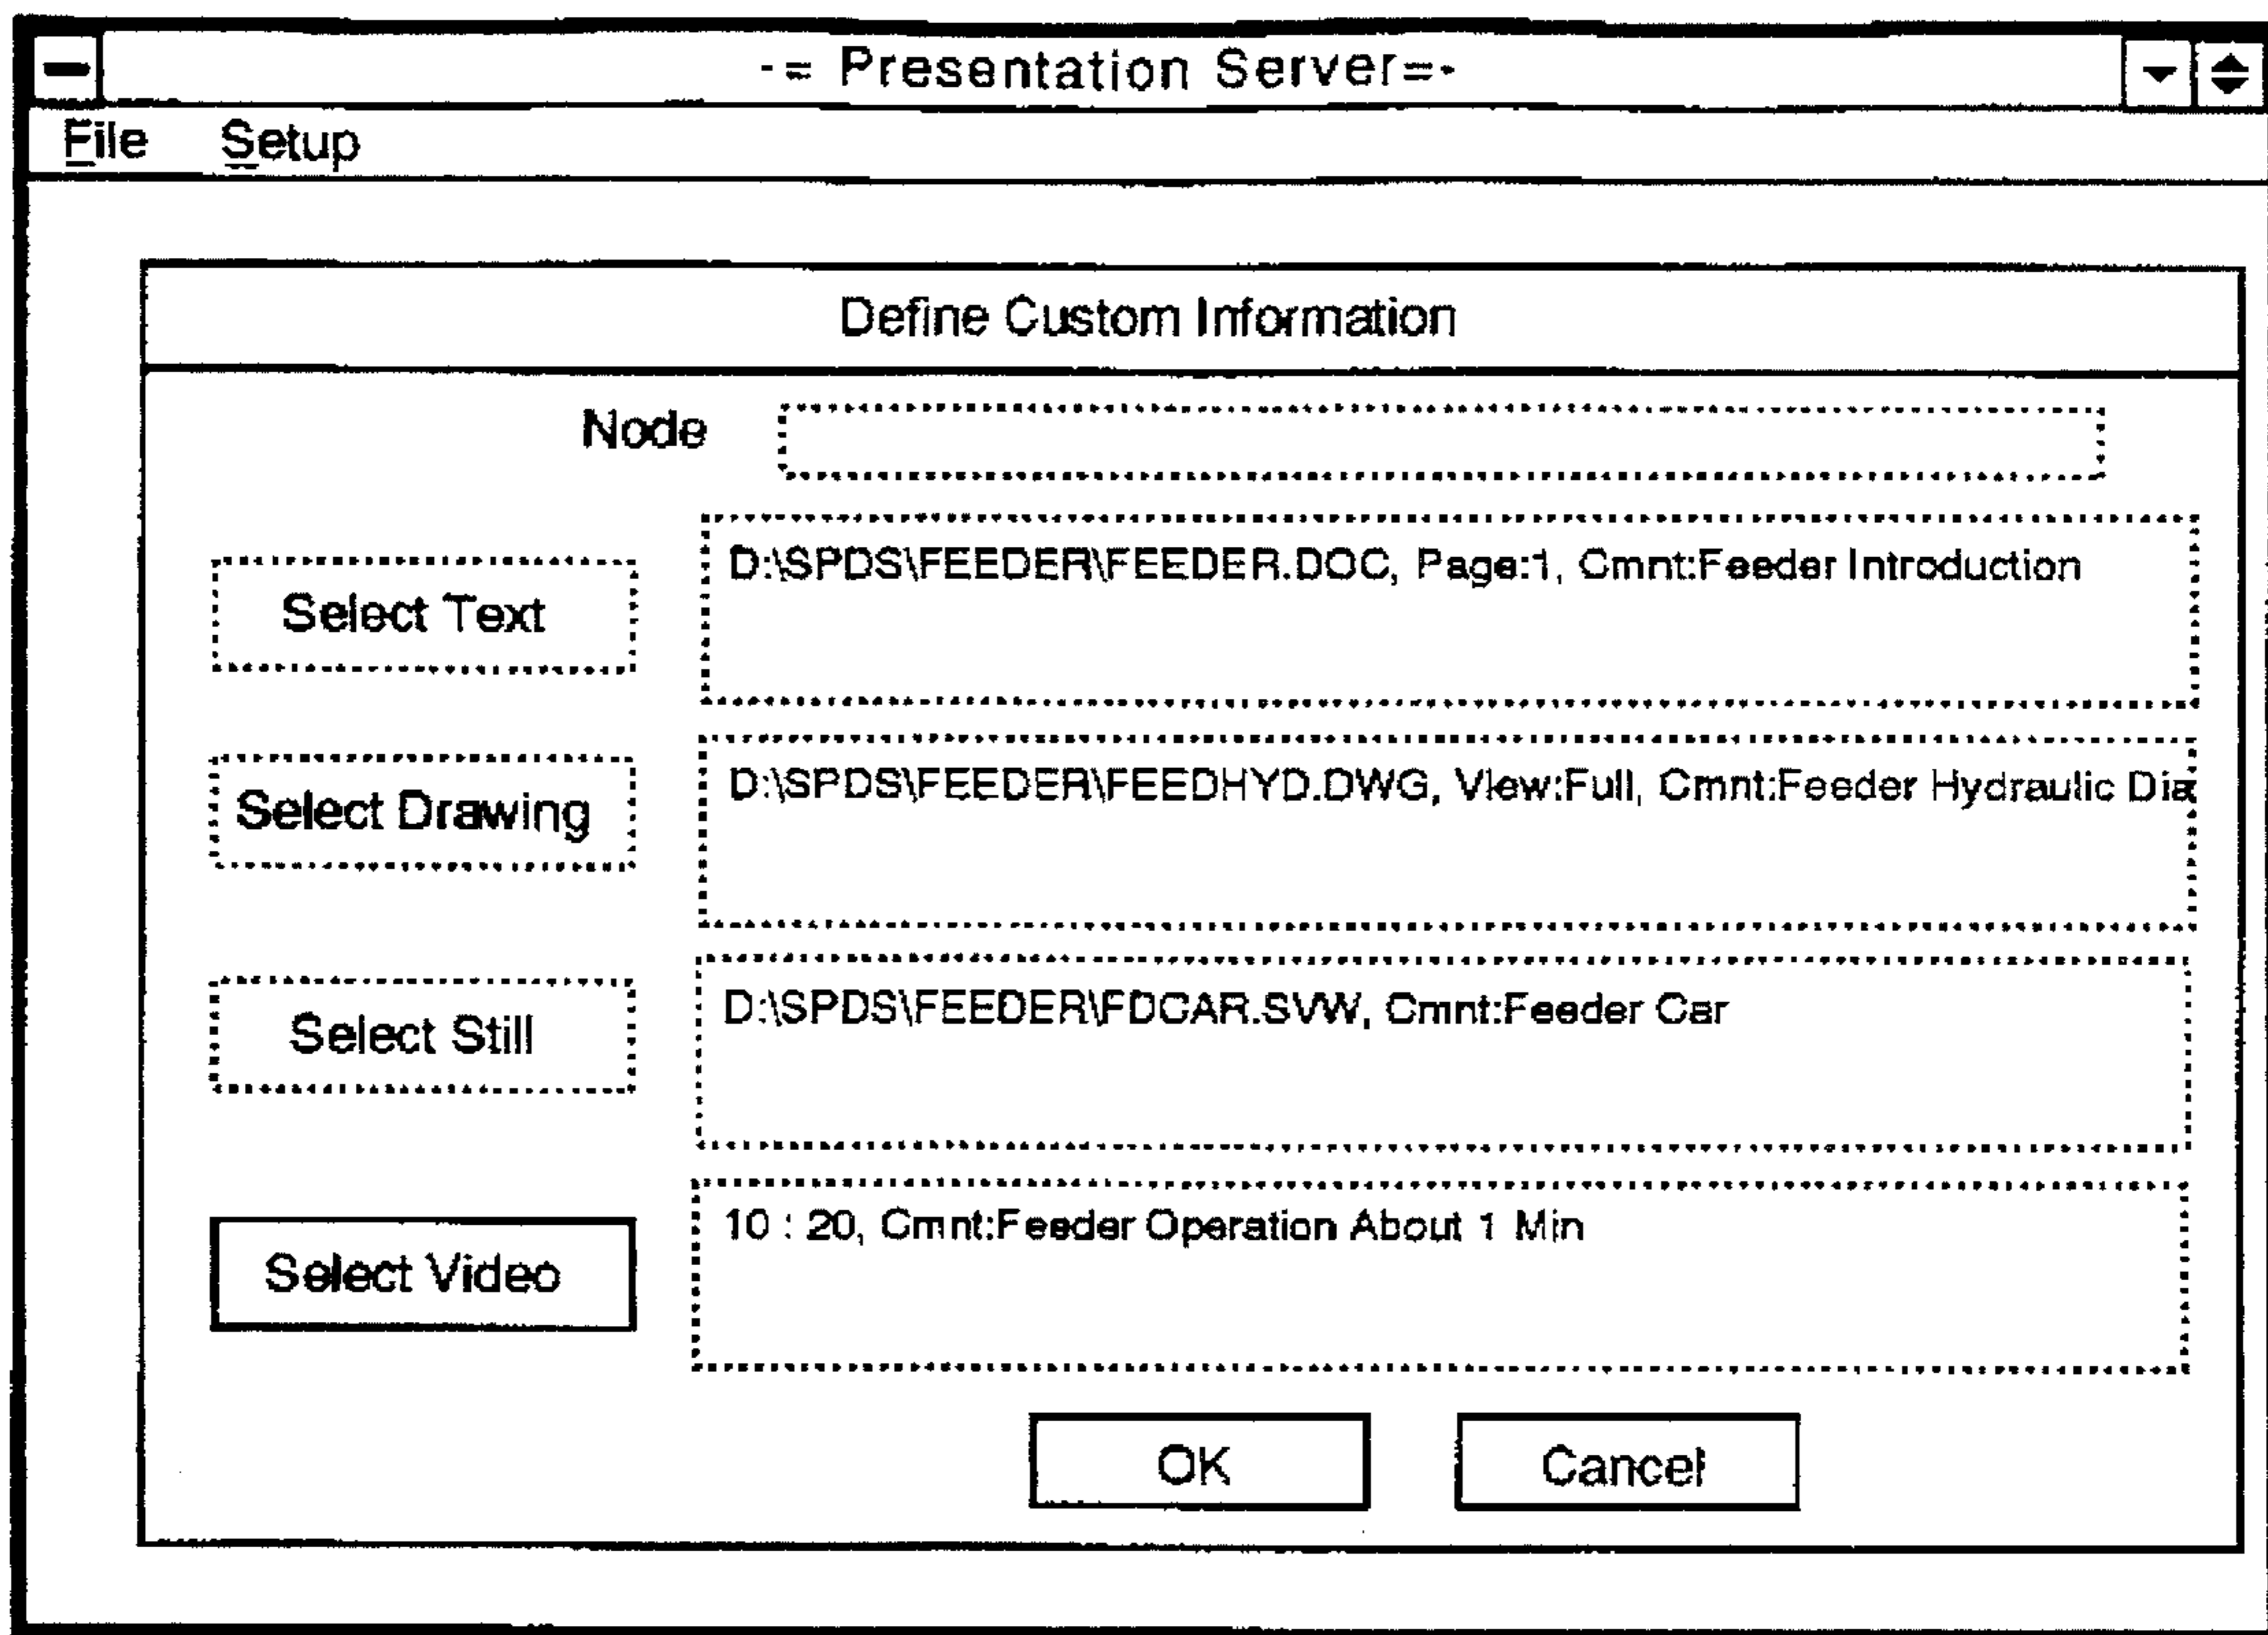 -= Presentation Server=-
File Setup
Define Custom Information
Node
Select Text
D:\SPDS\FEEDER\FEEDER.DOC, Page:1, Cmnt:Feeder Introduction
Select Drawing
D:\SPDS\FEEDER\FEEDHYD.DWG, View:Full, Cmnt:Feeder Hydraulic Dia
Select Still
D:\SPDS\FEEDER\FDCAR.SVW, Cmnt:Feeder Car
Select Video
10 : 20, Cmnt:Feeder Operation About 1 Min
OK Cancel